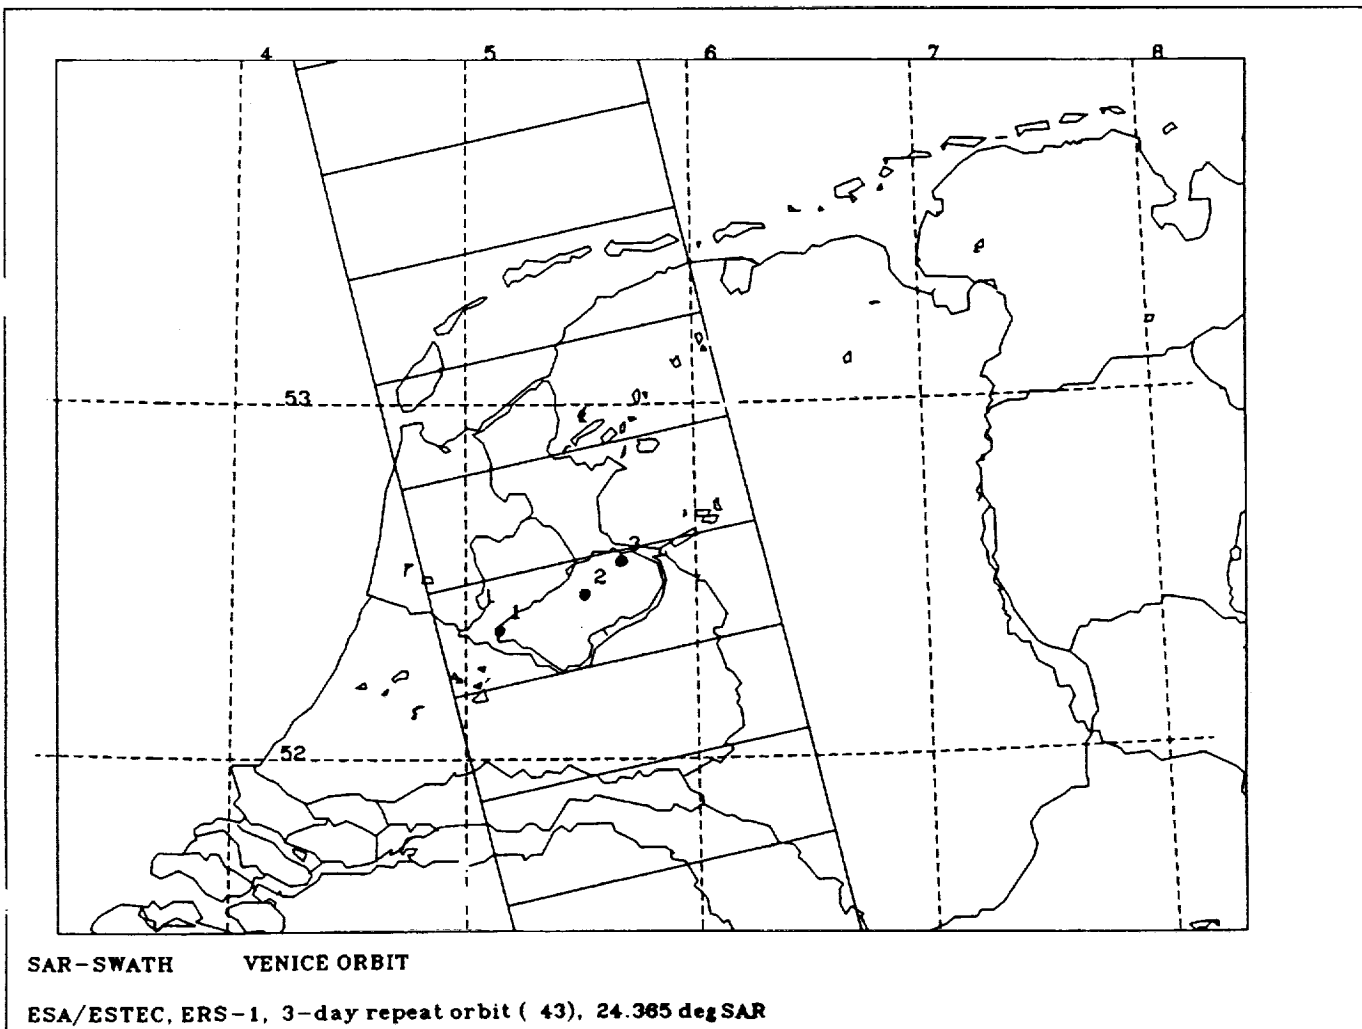 4 5 6 7 8
53
3
2
1
52
SAR-SWATH VENICE ORBIT
ESA/ESTEC, ERS-1, 3-day repeat orbit ( 43), 24.365 deg SAR